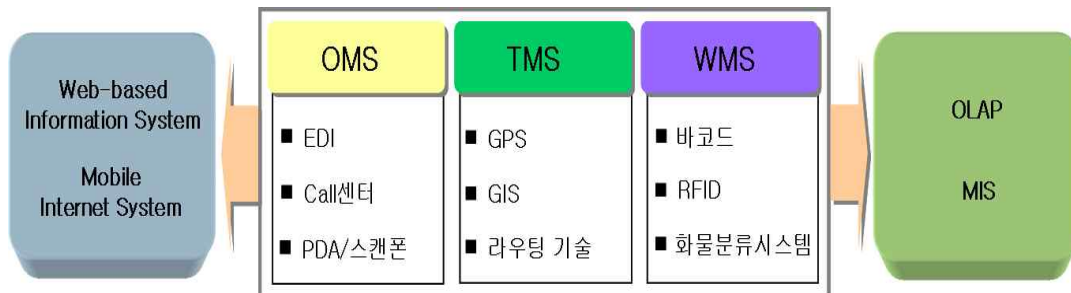 Web-based
Information System
Mobile
Internet System
OMS
■ EDI
■ Call센터
■ PDA/스캔폰
TMS
■ GPS
■ GIS
■ 라우팅 기술
WMS
■ 바코드
■ RFID
■ 화물분류시스템
OLAP
MIS